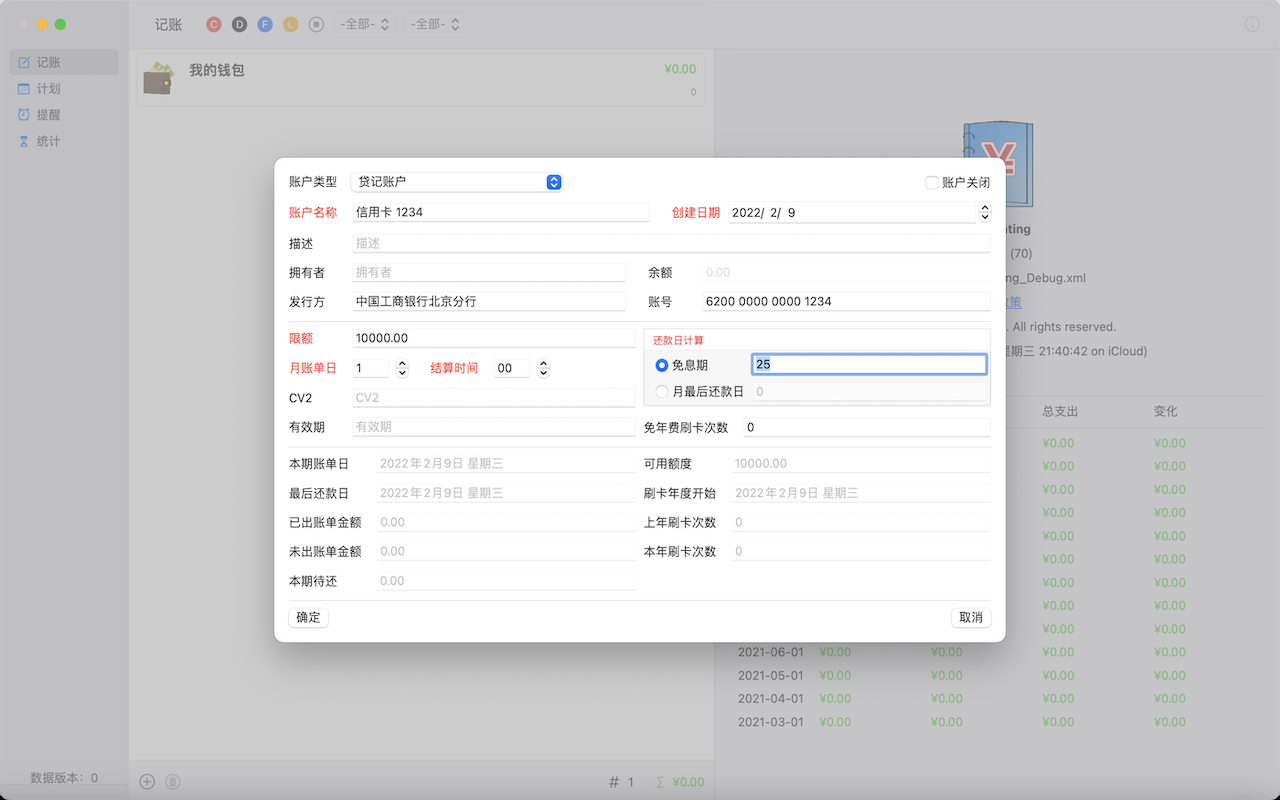 记账 C D F L -全部- -全部-
记账
计划
提醒
统计
数据版本：0
我的钱包 ¥0.00
0
账户类型 贷记账户 账户关闭
账户名称 信用卡 1234 创建日期 2022/ 2/ 9
描述 描述
拥有者 拥有者 余额 0.00
发行方 中国工商银行北京分行 账号 6200 0000 0000 1234
限额 10000.00 还款日计算
月账单日 1 结算时间 00 免息期 25
CV2 CV2 月最后还款日 0
有效期 有效期 免年费刷卡次数 0
本期账单日 2022年2月9日 星期三 可用额度 10000.00
最后还款日 2022年2月9日 星期三 刷卡年度开始 2022年2月9日 星期三
已出账单金额 0.00 上年刷卡次数 0
未出账单金额 0.00 本年刷卡次数 0
本期待还 0.00
确定 取消
¥
ting
(70)
ng_Debug.xml
策
. All rights reserved.
期三 21:40:42 on iCloud)
总支出 变化
¥0.00 ¥0.00
¥0.00 ¥0.00
¥0.00 ¥0.00
¥0.00 ¥0.00
¥0.00 ¥0.00
¥0.00 ¥0.00
¥0.00 ¥0.00
¥0.00 ¥0.00
¥0.00 ¥0.00
2021-06-01 ¥0.00 ¥0.00 ¥0.00 ¥0.00
2021-05-01 ¥0.00 ¥0.00 ¥0.00 ¥0.00
2021-04-01 ¥0.00 ¥0.00 ¥0.00 ¥0.00
2021-03-01 ¥0.00 ¥0.00 ¥0.00 ¥0.00
# 1 Σ ¥0.00